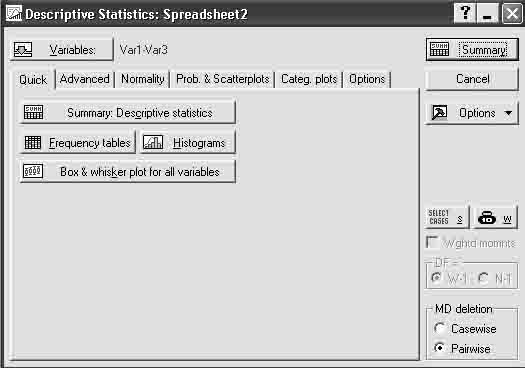 Descriptive Statistics: Spreadsheet2
Variables: Var1-Var3
Summary
Quick Advanced Normality Prob. & Scatterplots Categ. plots Options
Cancel
Summary: Descriptive statistics
Options
Frequency tables Histograms
Box & whisker plot for all variables
SELECT CASES S W
Wghtd momnts
DF =
W-1 N-1
MD deletion
Casewise
Pairwise